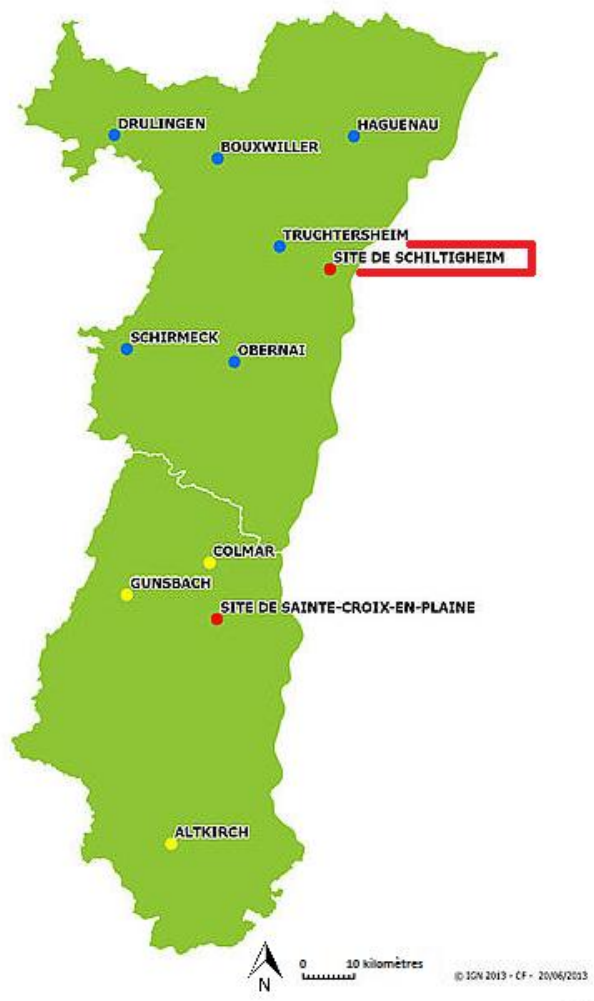 DRULINGEN
HAGUENAU
BOUXWILLER
TRUCHTERSHEIM
SITE DE SCHILTIGHEIM
SCHIRMECK
OBERNAI
COLMAR
GUNSBACH
SITE DE SAINTE-CROIX-EN-PLAINE
ALTKIRCH
N
0 10 kilomètres
© IGN 2013 - CF - 20/06/2013